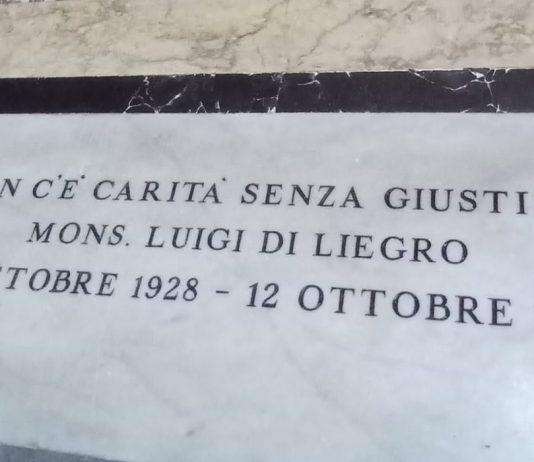 N C'E' CARITA' SENZA GIUSTI
MONS. LUIGI DI LIEGRO
TOBRE 1928 - 12 OTTOBRE